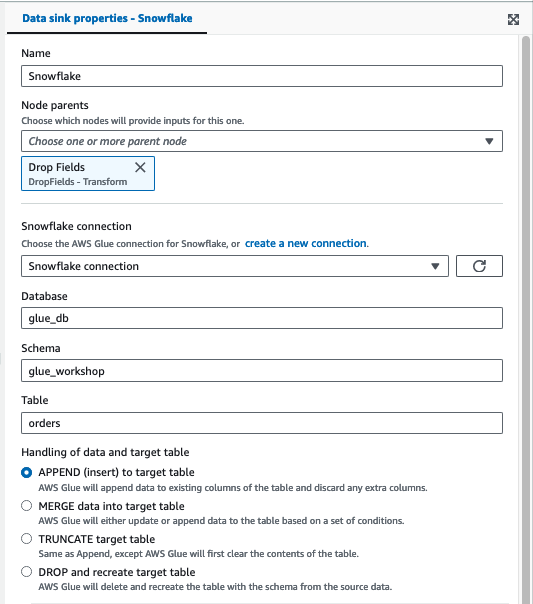 Data sink properties - Snowflake
Name
Snowflake
Node parents
Choose which nodes will provide inputs for this one.
Choose one or more parent node
Drop Fields
DropFields - Transform
Snowflake connection
Choose the AWS Glue connection for Snowflake, or create a new connection.
Snowflake connection
Database
glue_db
Schema
glue_workshop
Table
orders
Handling of data and target table
APPEND (insert) to target table
AWS Glue will append data to existing columns of the table and discard any extra columns.
MERGE data into target table
AWS Glue will either update or append data to the table based on a set of conditions.
TRUNCATE target table
Same as Append, except AWS Glue will first clear the contents of the table.
DROP and recreate target table
AWS Glue will delete and recreate the table with the schema from the source data.